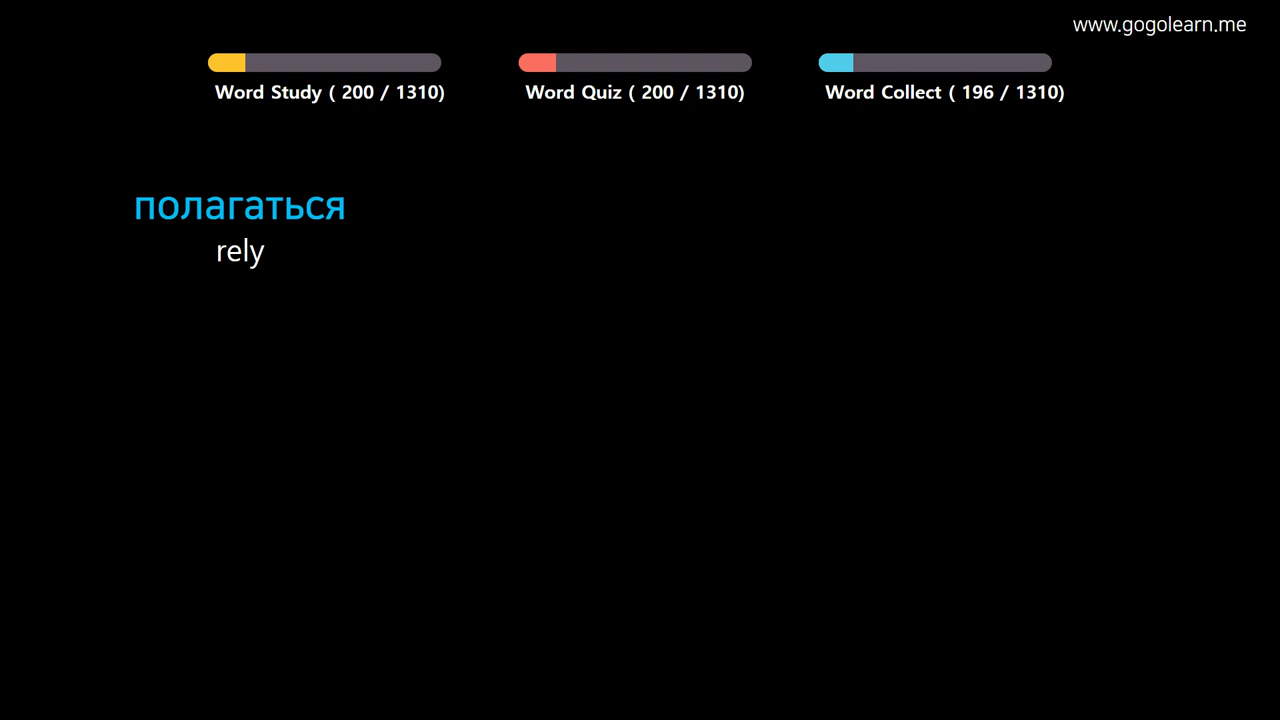 www.gogolearn.me
Word Study ( 200 / 1310)
Word Quiz ( 200 / 1310)
Word Collect ( 196 / 1310)
полагаться
rely